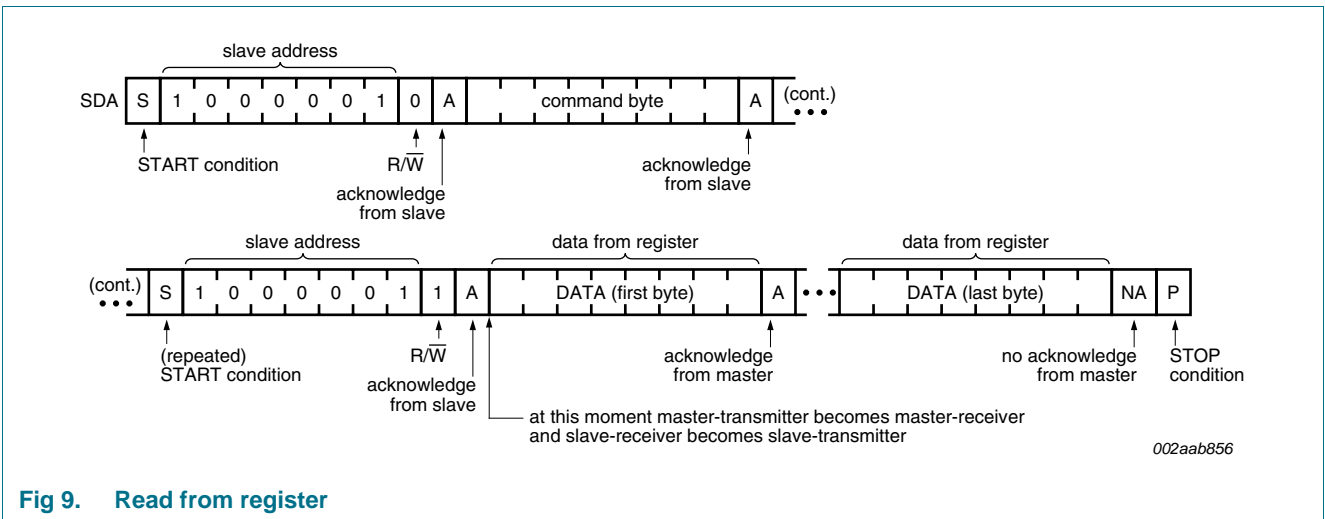 slave address
SDA S 1 0 0 0 0 0 1 0 A command byte A (cont.)
START condition
R/W̅
acknowledge
from slave
acknowledge
from slave
slave address
data from register
data from register
(cont.) S 1 0 0 0 0 0 1 1 A DATA (first byte) A DATA (last byte) NA P
(repeated)
START condition
R/W̅
acknowledge
from slave
acknowledge
from master
no acknowledge
from master
STOP
condition
at this moment master-transmitter becomes master-receiver
and slave-receiver becomes slave-transmitter
002aab856
Fig 9. Read from register